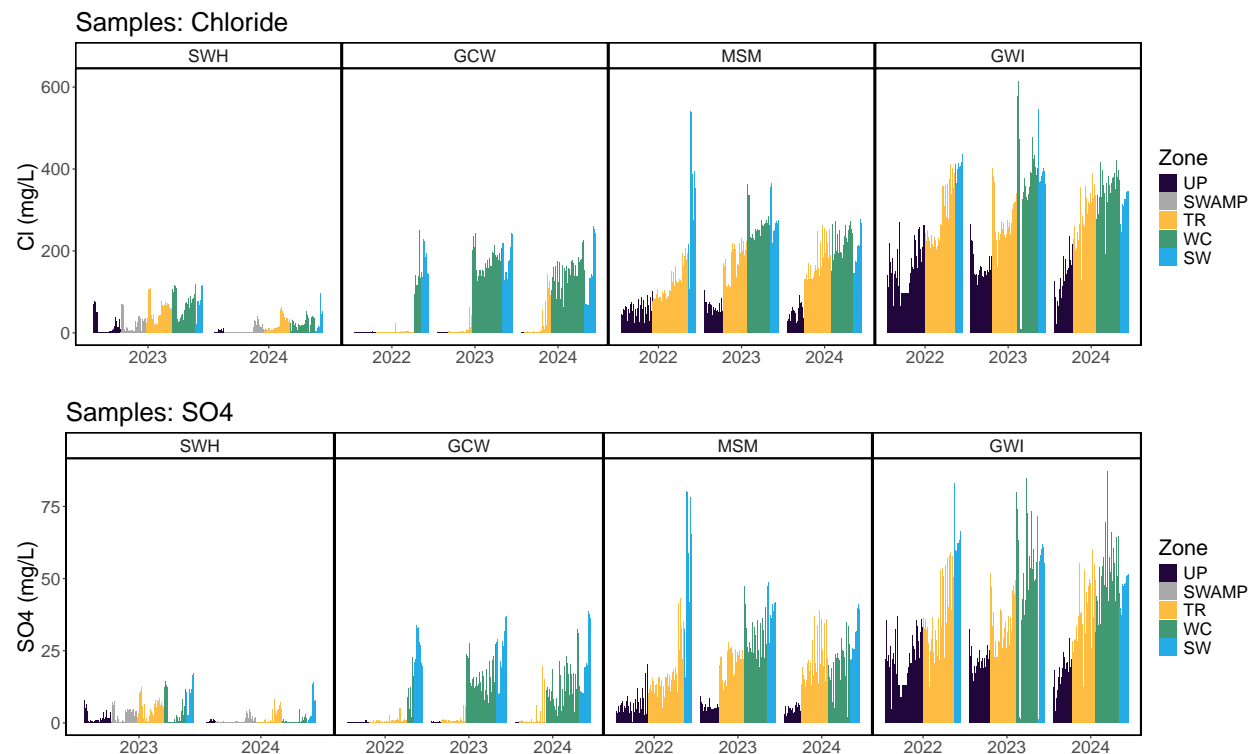 Samples: Chloride
SWH GCW MSM GWI
600
400
200
0
Cl (mg/L)
2023 2024 2022 2023 2024 2022 2023 2024 2022 2023 2024
Zone
UP
SWAMP
TR
WC
SW
Samples: SO4
SWH GCW MSM GWI
75
50
25
0
SO4 (mg/L)
2023 2024 2022 2023 2024 2022 2023 2024 2022 2023 2024
Zone
UP
SWAMP
TR
WC
SW